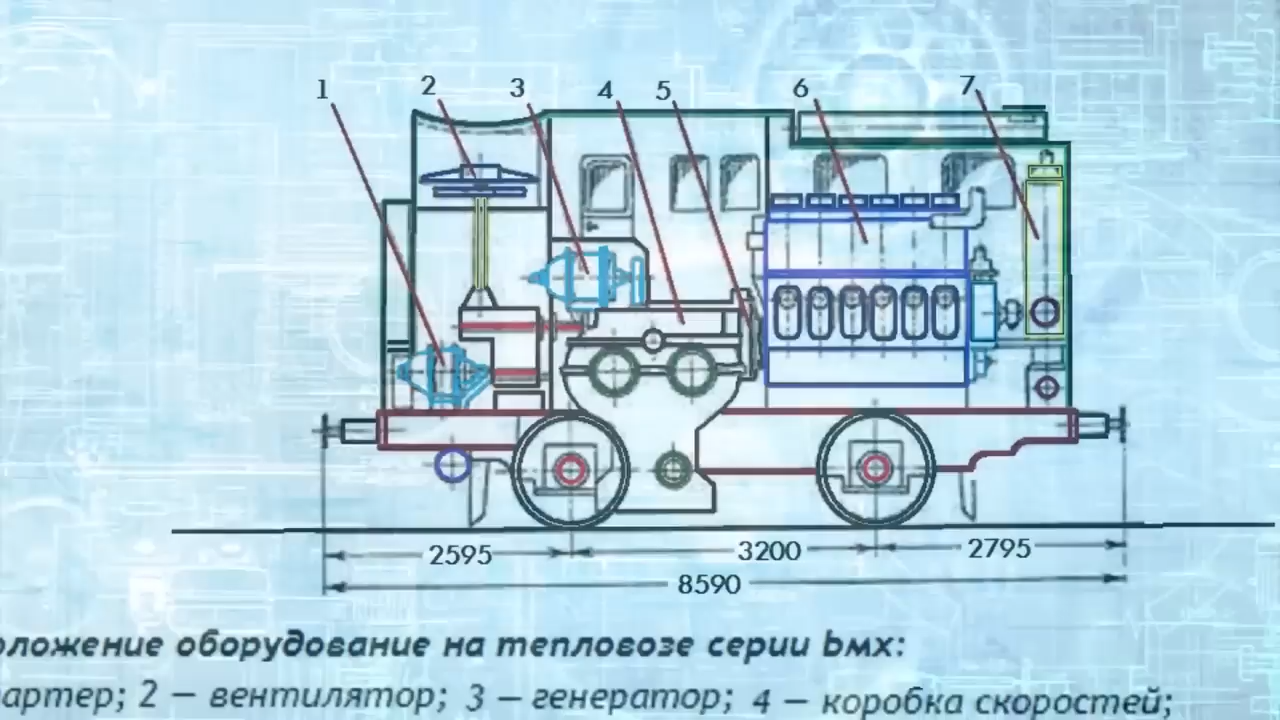 1 2 3 4 5 6 7
2595 3200 2795
8590
оложение оборудование на тепловозе серии Ьмх:
артер; 2 – вентилятор; 3 – генератор; 4 – коробка скоростей;